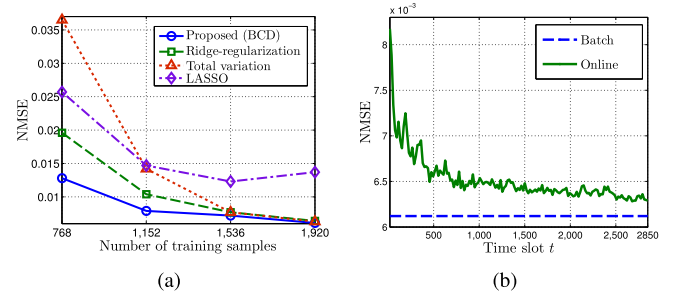 0.035
0.03
0.025
0.02
0.015
0.01
NMSE
768
1,152
1,536
1,920
Number of training samples
Proposed (BCD)
Ridge-regularization
Total variation
LASSO
(a)
x 10⁻³
8
7.5
7
6.5
6
NMSE
500
1,000
1,500
2,000
2,500
2850
Time slot t
Batch
Online
(b)